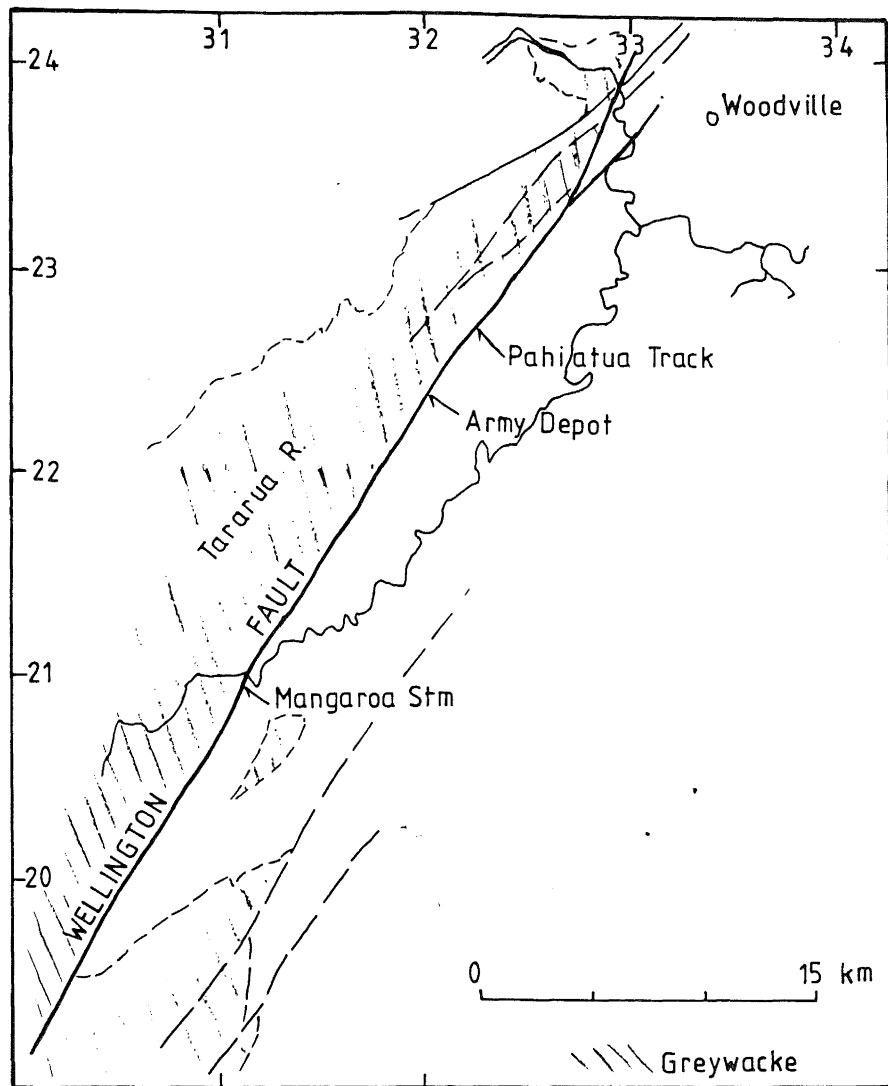 31
32
33
34
24
Woodville
23
Pahiatua Track
Army Depot
22
Tararua R.
FAULT
21
Mangaroa Stm
WELLINGTON
20
0
15 km
Greywacke